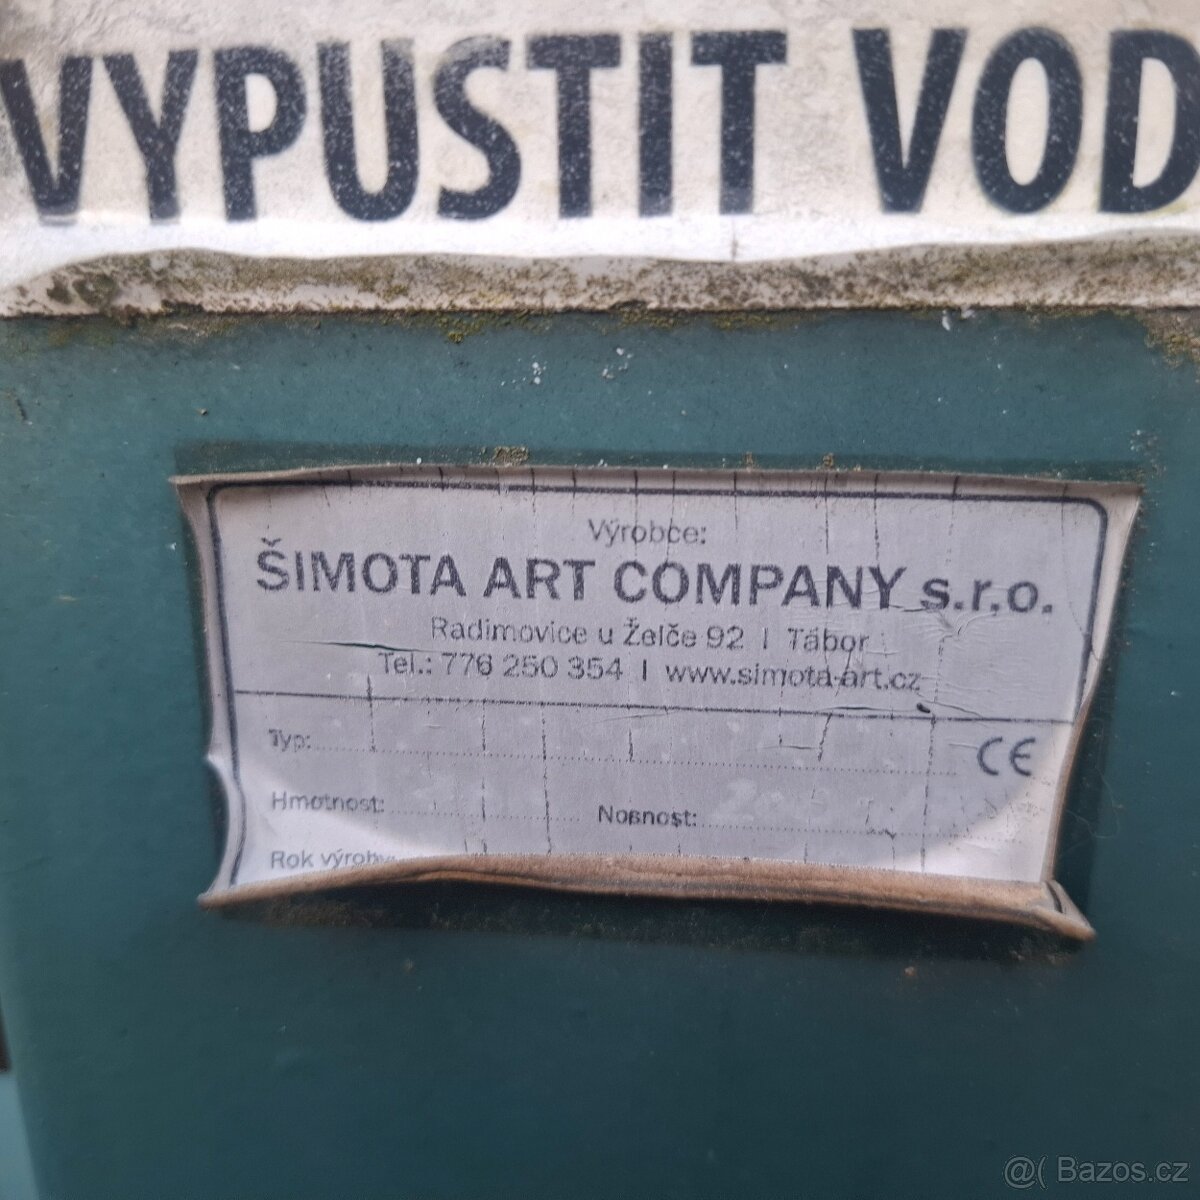 VYPUSTIT VOD
Výrobce:
ŠIMOTA ART COMPANY s.r.o.
Radimovice u Želče 92 | Tábor
Tel.: 776 250 354 | www.simota-art.cz
Typ:
CE
Hmotnost:
Nosnost:
Rok výroby:
@( Bazos.cz